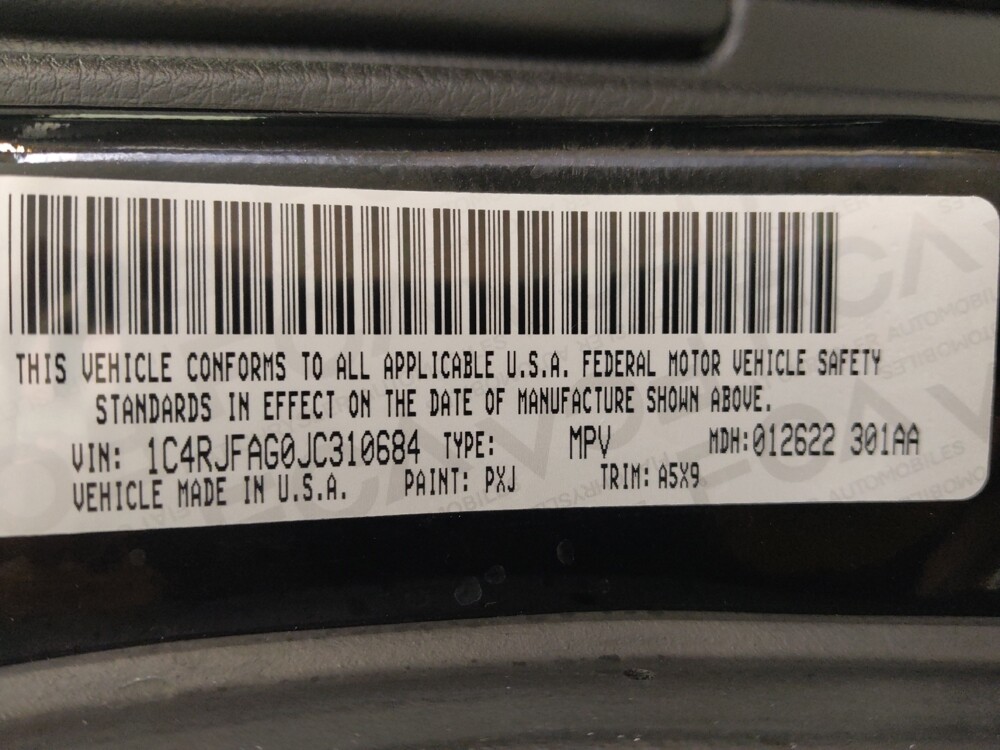 THIS VEHICLE CONFORMS TO ALL APPLICABLE U.S.A. FEDERAL MOTOR VEHICLE SAFETY
STANDARDS IN EFFECT ON THE DATE OF MANUFACTURE SHOWN ABOVE.
VIN: 1C4RJFAG0JC310684 TYPE: MPV MDH:012622 301AA
VEHICLE MADE IN U.S.A. PAINT: PXJ TRIM: A5X9